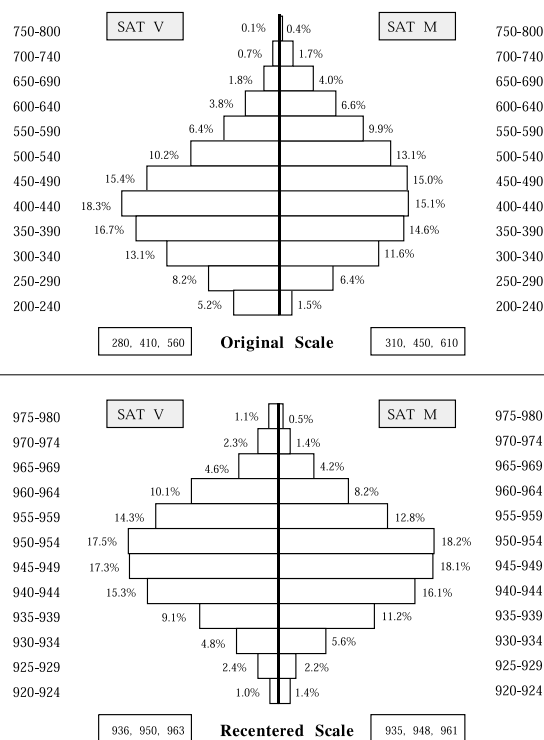 SAT V SAT M
750-800 0.1% 0.4% 750-800
700-740 0.7% 1.7% 700-740
650-690 1.8% 4.0% 650-690
600-640 3.8% 6.6% 600-640
550-590 6.4% 9.9% 550-590
500-540 10.2% 13.1% 500-540
450-490 15.4% 15.0% 450-490
400-440 18.3% 15.1% 400-440
350-390 16.7% 14.6% 350-390
300-340 13.1% 11.6% 300-340
250-290 8.2% 6.4% 250-290
200-240 5.2% 1.5% 200-240
280, 410, 560 Original Scale 310, 450, 610
SAT V SAT M
975-980 1.1% 0.5% 975-980
970-974 2.3% 1.4% 970-974
965-969 4.6% 4.2% 965-969
960-964 10.1% 8.2% 960-964
955-959 14.3% 12.8% 955-959
950-954 17.5% 18.2% 950-954
945-949 17.3% 18.1% 945-949
940-944 15.3% 16.1% 940-944
935-939 9.1% 11.2% 935-939
930-934 4.8% 5.6% 930-934
925-929 2.4% 2.2% 925-929
920-924 1.0% 1.4% 920-924
936, 950, 963 Recentered Scale 935, 948, 961